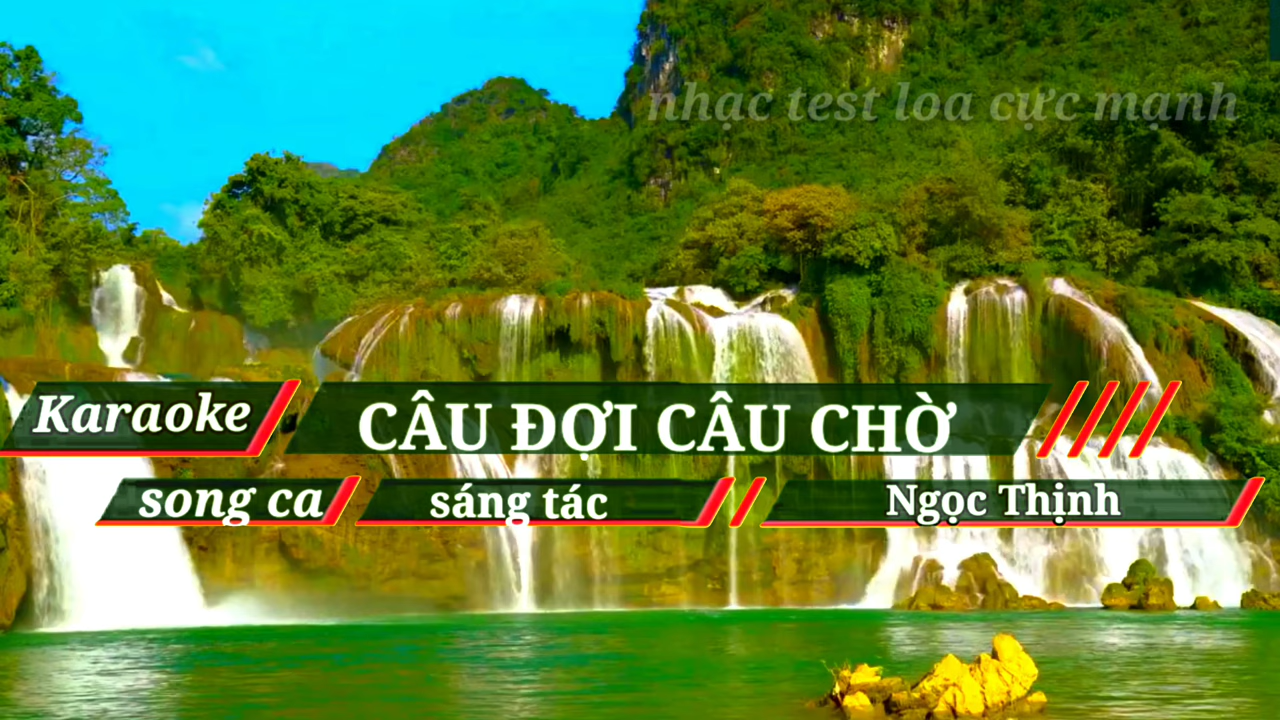 nhạc test loa cực mạnh
Karaoke CÂU ĐỢI CÂU CHỜ
song ca sáng tác Ngọc Thịnh